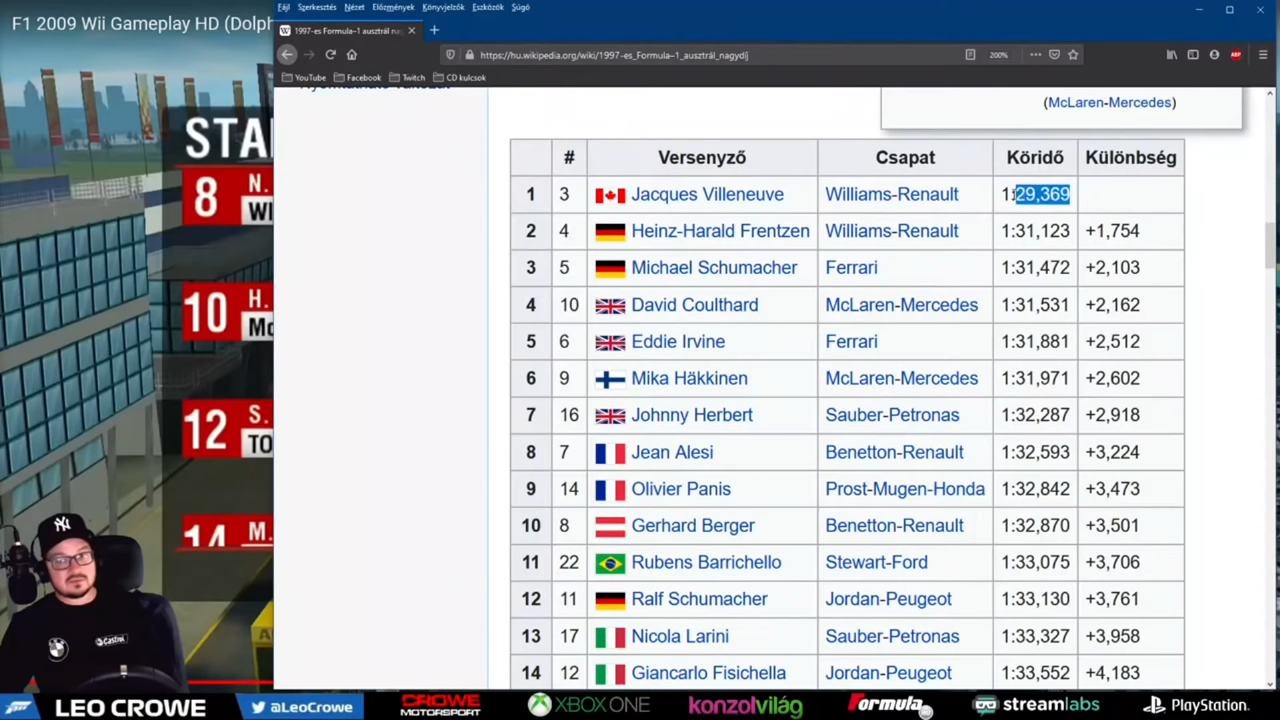 F1 2009 Wii Gameplay HD (Dolph
Fájl Szerkesztés Nézet Előzmények Könyvjelzők Eszközök Súgó
1997-es Formula–1 ausztrál na
https://hu.wikipedia.org/wiki/1997-es_Formula–1_ausztrál_nagydíj
200%
ABP
YouTube Facebook Twitch CD kulcsok
(McLaren-Mercedes)
# Versenyző Csapat Köridő Különbség
1 3 Jacques Villeneuve Williams-Renault 1:29,369
2 4 Heinz-Harald Frentzen Williams-Renault 1:31,123 +1,754
3 5 Michael Schumacher Ferrari 1:31,472 +2,103
4 10 David Coulthard McLaren-Mercedes 1:31,531 +2,162
5 6 Eddie Irvine Ferrari 1:31,881 +2,512
6 9 Mika Häkkinen McLaren-Mercedes 1:31,971 +2,602
7 16 Johnny Herbert Sauber-Petronas 1:32,287 +2,918
8 7 Jean Alesi Benetton-Renault 1:32,593 +3,224
9 14 Olivier Panis Prost-Mugen-Honda 1:32,842 +3,473
10 8 Gerhard Berger Benetton-Renault 1:32,870 +3,501
11 22 Rubens Barrichello Stewart-Ford 1:33,075 +3,706
12 11 Ralf Schumacher Jordan-Peugeot 1:33,130 +3,761
13 17 Nicola Larini Sauber-Petronas 1:33,327 +3,958
14 12 Giancarlo Fisichella Jordan-Peugeot 1:33,552 +4,183
STA
8 N.
WI
10 H.
Mc
12 S.
TO
14 M.
NY
Castrol
BMW
LEO CROWE @LeoCrowe CROWE MOTORSPORT XBOX ONE konzolvilág Formula streamlabs PlayStation